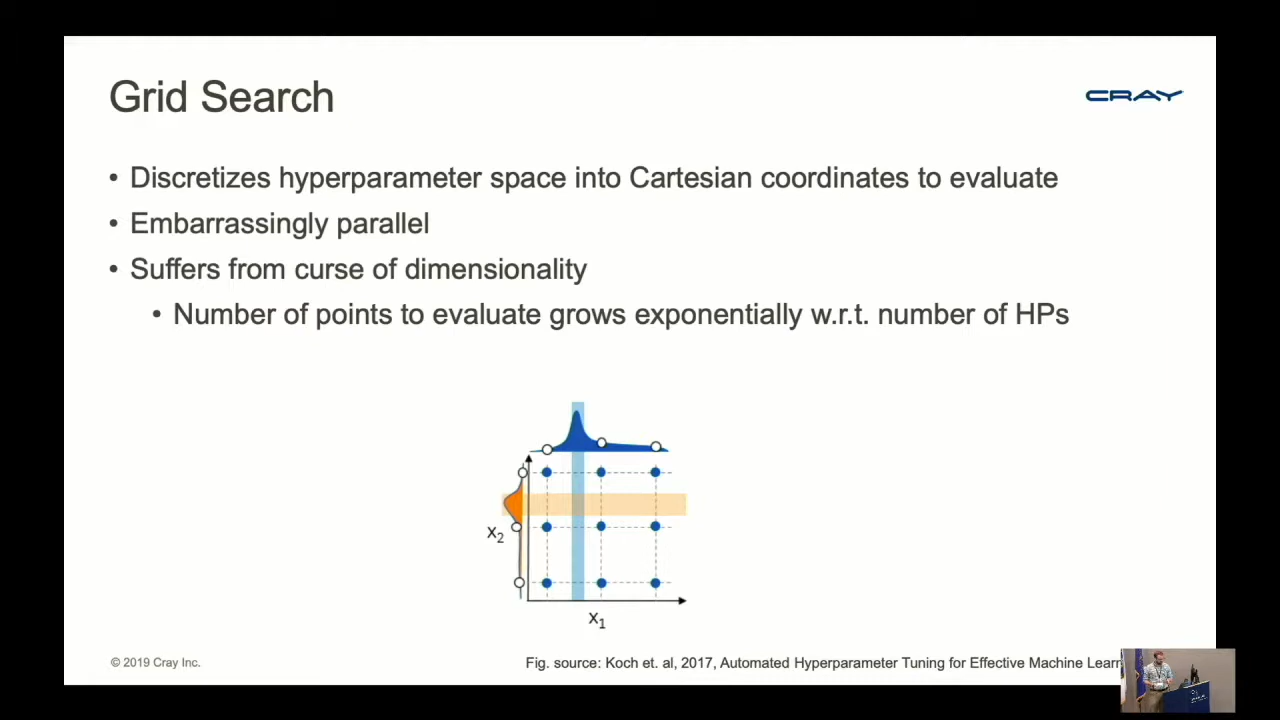 Grid Search
CRAY
• Discretizes hyperparameter space into Cartesian coordinates to evaluate
• Embarrassingly parallel
• Suffers from curse of dimensionality
• Number of points to evaluate grows exponentially w.r.t. number of HPs
x2
x1
© 2019 Cray Inc.
Fig. source: Koch et. al, 2017, Automated Hyperparameter Tuning for Effective Machine Learn